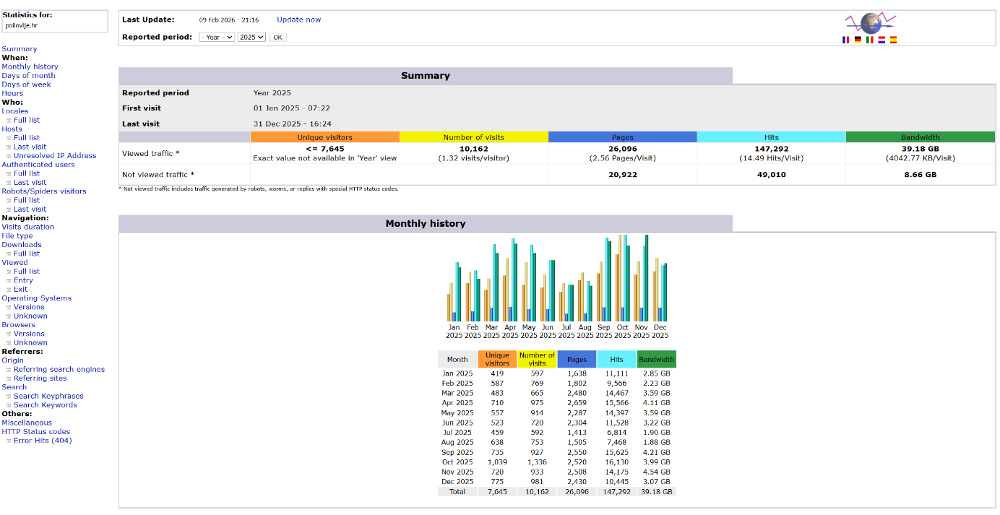 Statistics for:
poilovlje.hr
Summary
When:
Monthly history
Days of month
Days of week
Hours
Who:
Locales
Full list
Hosts
Full list
Last visit
Unresolved IP Address
Authenticated users
Full list
Last visit
Robots/Spiders visitors
Full list
Last visit
Navigation:
Visits duration
File type
Downloads
Full list
Viewed
Full list
Entry
Exit
Operating Systems
Versions
Unknown
Browsers
Versions
Unknown
Referrers:
Origin
Referring search engines
Referring sites
Search
Search Keyphrases
Search Keywords
Others:
Miscellaneous
HTTP Status codes
Error Hits (404)
Last Update: 09 Feb 2026 - 21:16 Update now
Reported period: - Year - 2025 OK
Summary
Reported period Year 2025
First visit 01 Jan 2025 - 07:22
Last visit 31 Dec 2025 - 16:24
Unique visitors Number of visits Pages Hits Bandwidth
Viewed traffic * <= 7,645 10,162 26,096 147,292 39.18 GB
Exact value not available in 'Year' view (1.32 visits/visitor) (2.56 Pages/Visit) (14.49 Hits/Visit) (4042.77 KB/Visit)
Not viewed traffic * 20,922 49,010 8.66 GB
* Not viewed traffic includes traffic generated by robots, worms, or replies with special HTTP status codes.
Monthly history
Jan Feb Mar Apr May Jun Jul Aug Sep Oct Nov Dec
2025 2025 2025 2025 2025 2025 2025 2025 2025 2025 2025 2025
Month Unique visitors Number of visits Pages Hits Bandwidth
Jan 2025 419 597 1,638 11,111 2.85 GB
Feb 2025 587 769 1,802 9,566 2.23 GB
Mar 2025 483 665 2,480 14,467 3.59 GB
Apr 2025 710 975 2,659 15,566 4.11 GB
May 2025 557 914 2,287 14,397 3.59 GB
Jun 2025 523 720 2,304 11,528 3.22 GB
Jul 2025 459 592 1,413 6,814 1.90 GB
Aug 2025 638 753 1,505 7,468 1.88 GB
Sep 2025 735 927 2,550 15,625 4.21 GB
Oct 2025 1,039 1,336 2,520 16,130 3.99 GB
Nov 2025 720 933 2,508 14,175 4.54 GB
Dec 2025 775 981 2,430 10,445 3.07 GB
Total 7,645 10,162 26,096 147,292 39.18 GB